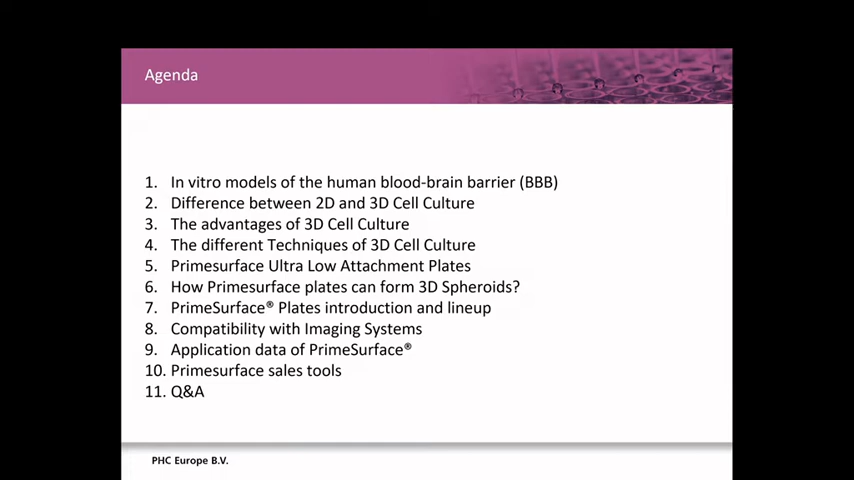 Agenda
1. In vitro models of the human blood-brain barrier (BBB)
2. Difference between 2D and 3D Cell Culture
3. The advantages of 3D Cell Culture
4. The different Techniques of 3D Cell Culture
5. Primesurface Ultra Low Attachment Plates
6. How Primesurface plates can form 3D Spheroids?
7. PrimeSurface® Plates introduction and lineup
8. Compatibility with Imaging Systems
9. Application data of PrimeSurface®
10. Primesurface sales tools
11. Q&A
PHC Europe B.V.